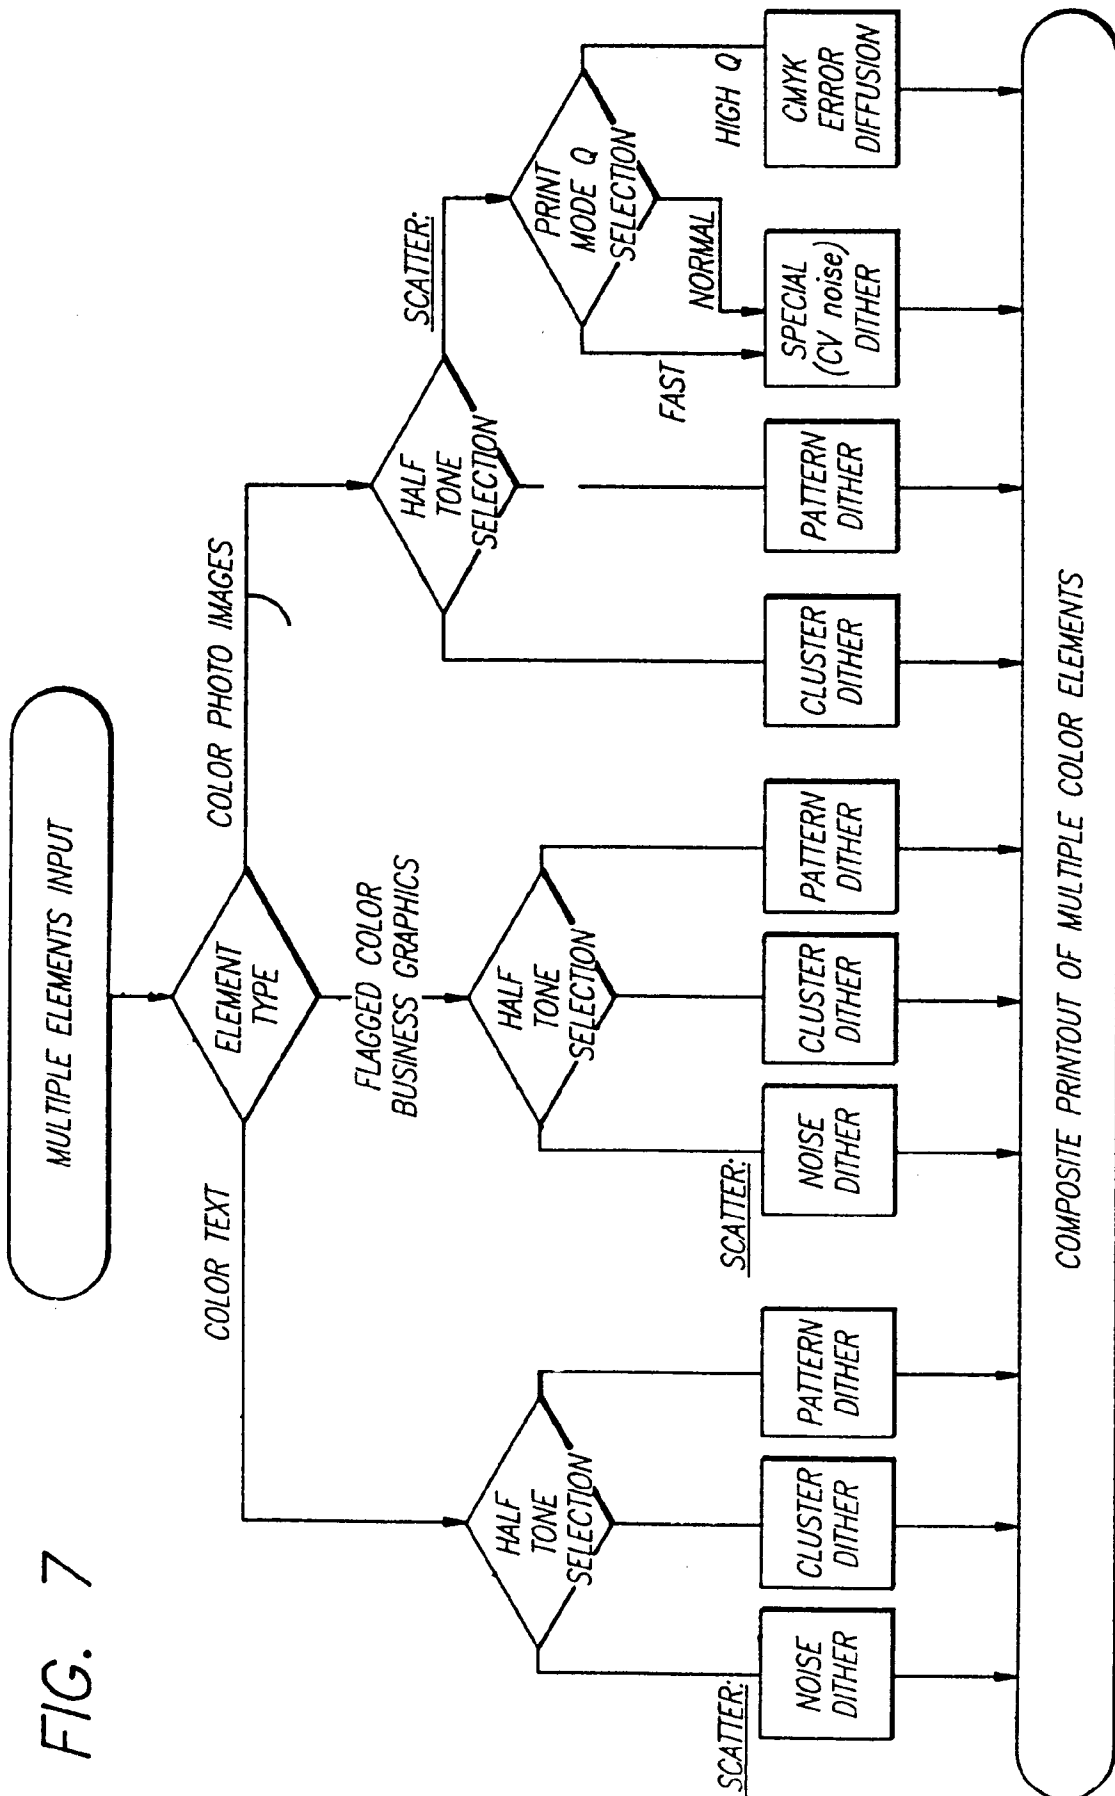 FIG. 7
MULTIPLE ELEMENTS INPUT
ELEMENT
TYPE
COLOR TEXT
FLAGGED COLOR
BUSINESS GRAPHICS
COLOR PHOTO IMAGES
HALF
TONE
SELECTION
HALF
TONE
SELECTION
HALF
TONE
SELECTION
SCATTER:
PRINT
MODE Q
SELECTION
FAST
NORMAL
HIGH Q
SCATTER:
NOISE
DITHER
CLUSTER
DITHER
PATTERN
DITHER
SCATTER:
NOISE
DITHER
CLUSTER
DITHER
PATTERN
DITHER
CLUSTER
DITHER
PATTERN
DITHER
SPECIAL
(CV noise)
DITHER
CMYK
ERROR
DIFFUSION
COMPOSITE PRINTOUT OF MULTIPLE COLOR ELEMENTS